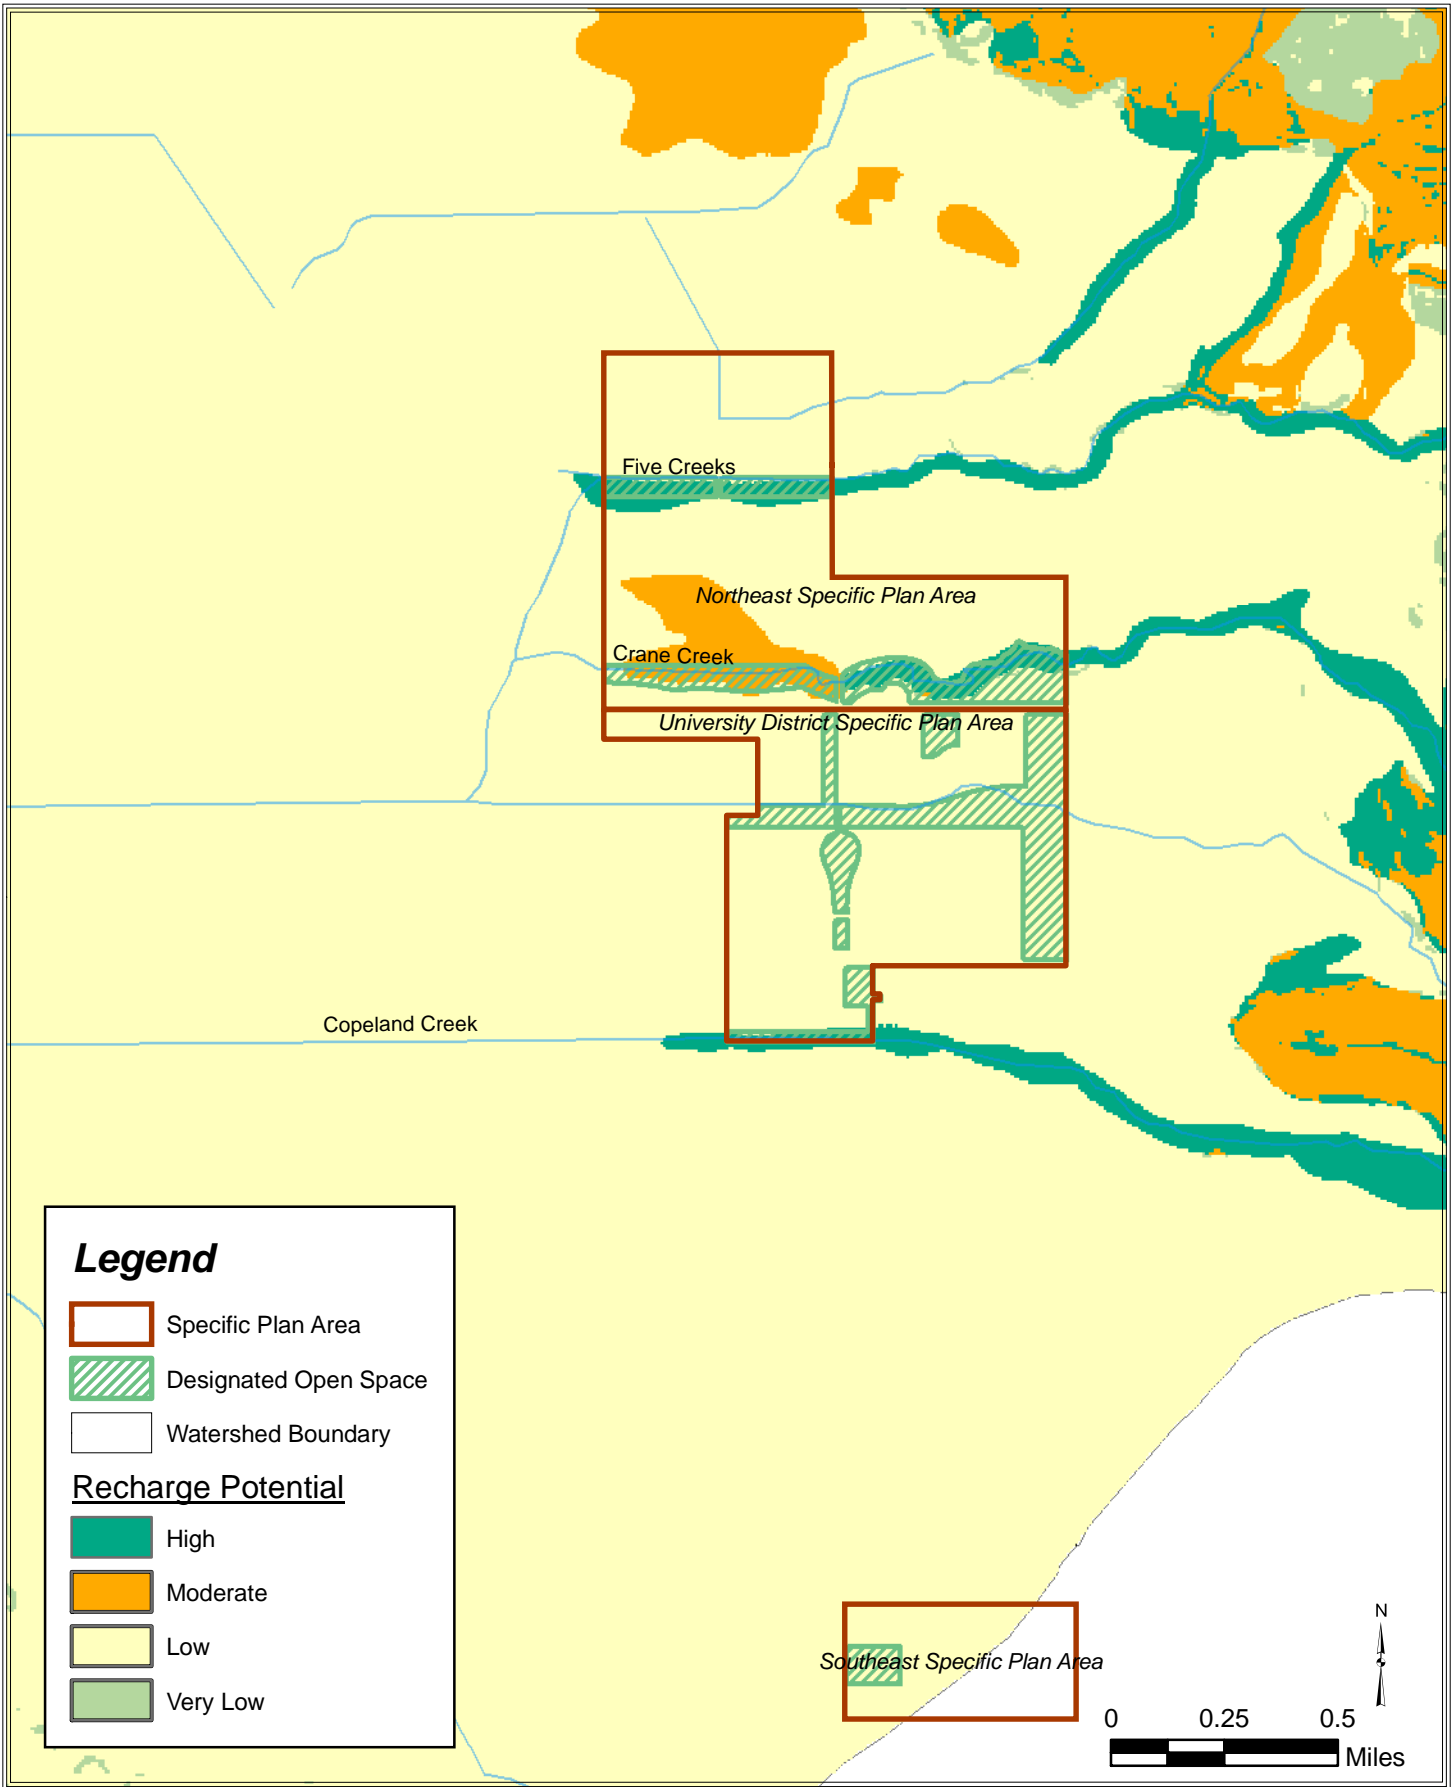 Five Creeks
Northeast Specific Plan Area
Crane Creek
University District Specific Plan Area
Copeland Creek
Legend
Specific Plan Area
Designated Open Space
Watershed Boundary
Recharge Potential
High
Moderate
Low
Very Low
Southeast Specific Plan Area
N
0 0.25 0.5
Miles